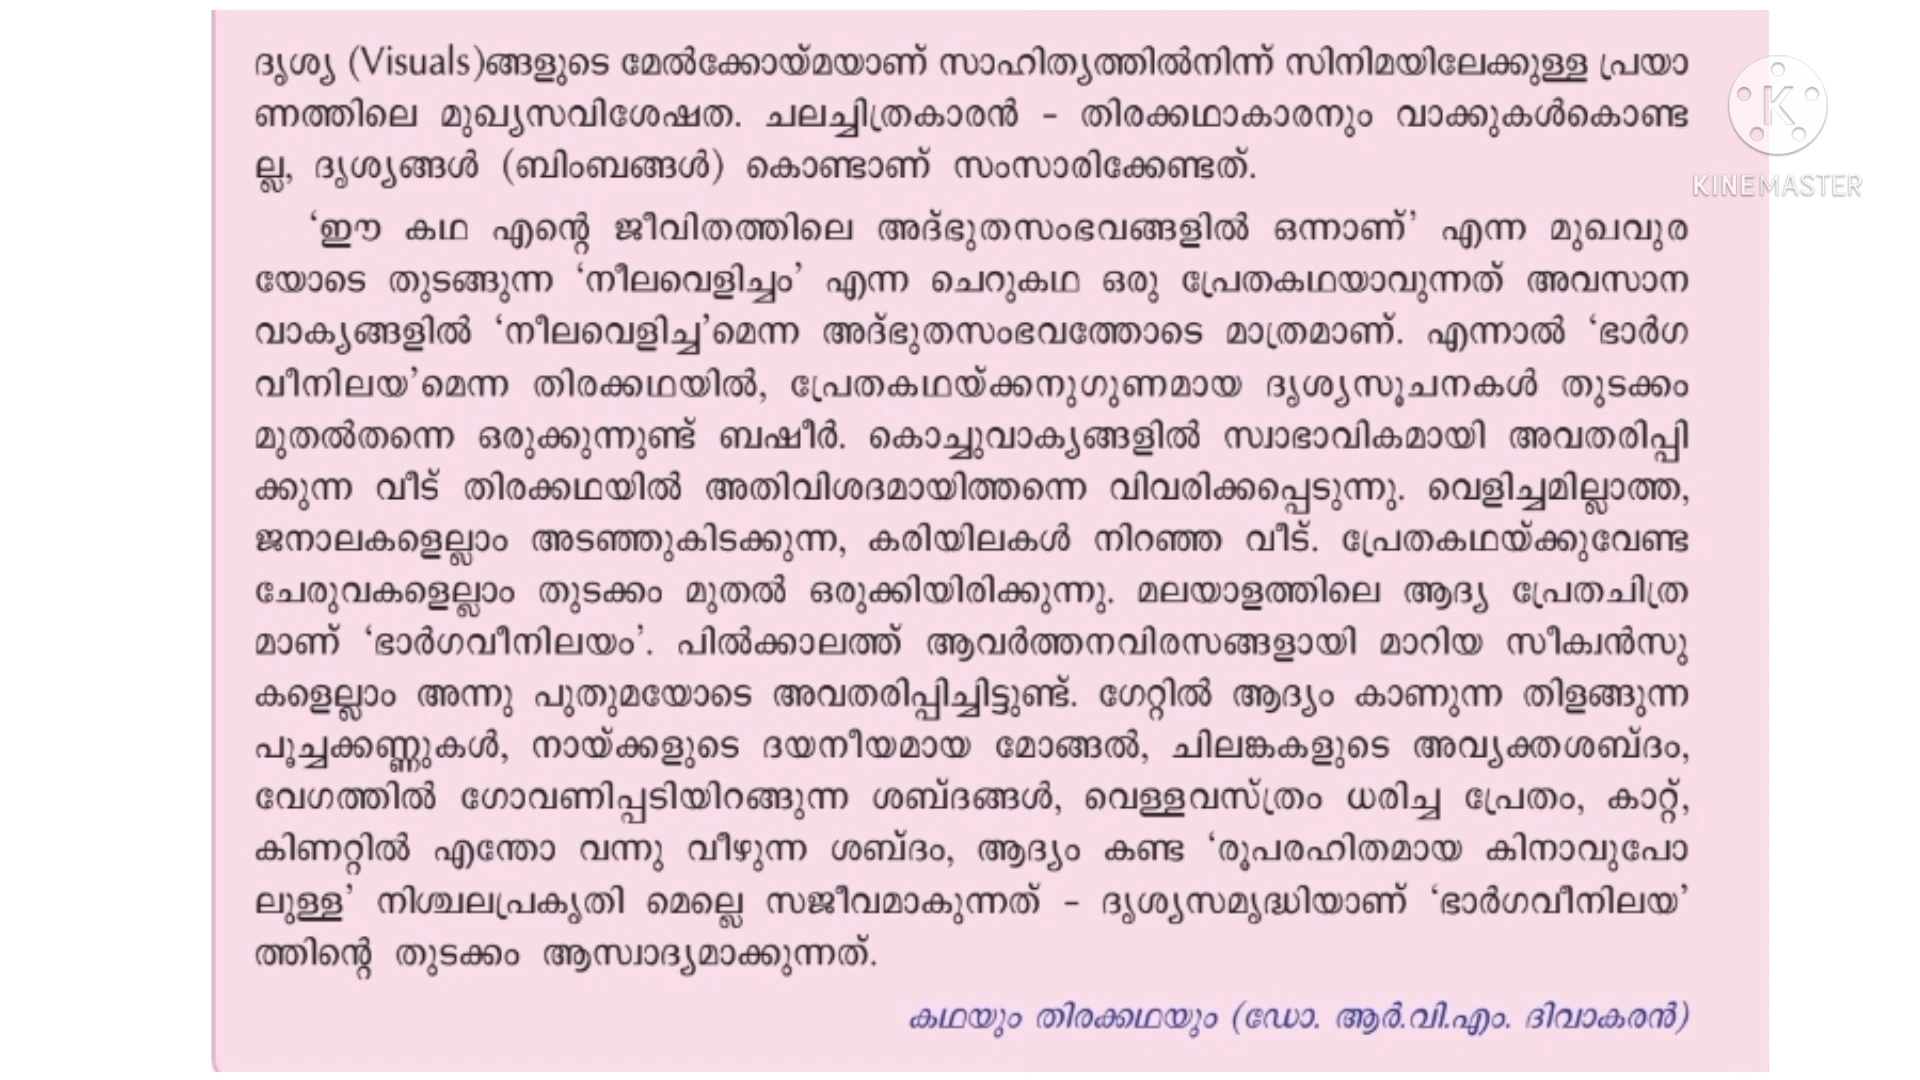 ദൃശ്യ (Visuals)ങ്ങളുടെ മേൽക്കോയ്മയാണ് സാഹിത്യത്തിൽനിന്ന് സിനിമയിലേക്കുള്ള പ്രയാ
ണത്തിലെ മുഖ്യസവിശേഷത. ചലച്ചിത്രകാരൻ – തിരക്കഥാകാരനും വാക്കുകൾകൊണ്ട
ല്ല, ദൃശ്യങ്ങൾ (ബിംബങ്ങൾ) കൊണ്ടാണ് സംസാരിക്കേണ്ടത്.
‘ഈ കഥ എന്റെ ജീവിതത്തിലെ അദ്ഭുതസംഭവങ്ങളിൽ ഒന്നാണ്’ എന്ന മുഖവുര
യോടെ തുടങ്ങുന്ന ‘നീലവെളിച്ചം’ എന്ന ചെറുകഥ ഒരു പ്രേതകഥയാവുന്നത് അവസാന
വാക്യങ്ങളിൽ ‘നീലവെളിച്ച’മെന്ന അദ്ഭുതസംഭവത്തോടെ മാത്രമാണ്. എന്നാൽ ‘ഭാർഗ
വീനിലയ’മെന്ന തിരക്കഥയിൽ, പ്രേതകഥയ്ക്കനുഗുണമായ ദൃശ്യസൂചനകൾ തുടക്കം
മുതൽതന്നെ ഒരുക്കുന്നുണ്ട് ബഷീർ. കൊച്ചുവാക്യങ്ങളിൽ സ്വാഭാവികമായി അവതരിപ്പി
ക്കുന്ന വീട് തിരക്കഥയിൽ അതിവിശദമായിത്തന്നെ വിവരിക്കപ്പെടുന്നു. വെളിച്ചമില്ലാത്ത,
ജനാലകളെല്ലാം അടഞ്ഞുകിടക്കുന്ന, കരിയിലകൾ നിറഞ്ഞ വീട്. പ്രേതകഥയ്ക്കുവേണ്ട
ചേരുവകളെല്ലാം തുടക്കം മുതൽ ഒരുക്കിയിരിക്കുന്നു. മലയാളത്തിലെ ആദ്യ പ്രേതചിത്ര
മാണ് ‘ഭാർഗവീനിലയം’. പിൽക്കാലത്ത് ആവർത്തനവിരസങ്ങളായി മാറിയ സീക്വൻസു
കളെല്ലാം അന്നു പുതുമയോടെ അവതരിപ്പിച്ചിട്ടുണ്ട്. ഗേറ്റിൽ ആദ്യം കാണുന്ന തിളങ്ങുന്ന
പൂച്ചക്കണ്ണുകൾ, നായ്ക്കളുടെ ദയനീയമായ മോങ്ങൽ, ചിലങ്കകളുടെ അവ്യക്തശബ്ദം,
വേഗത്തിൽ ഗോവണിപ്പടിയിറങ്ങുന്ന ശബ്ദങ്ങൾ, വെള്ളവസ്ത്രം ധരിച്ച പ്രേതം, കാറ്റ്,
കിണറ്റിൽ എന്തോ വന്നു വീഴുന്ന ശബ്ദം, ആദ്യം കണ്ട ‘രൂപരഹിതമായ കിനാവുപോ
ലുള്ള’ നിശ്ചലപ്രകൃതി മെല്ലെ സജീവമാകുന്നത് – ദൃശ്യസമൃദ്ധിയാണ് ‘ഭാർഗവീനിലയ’
ത്തിന്റെ തുടക്കം ആസ്വാദ്യമാക്കുന്നത്.
കഥയും തിരക്കഥയും (ഡോ. ആർ.വി.എം. ദിവാകരൻ)
K
KINEMASTER